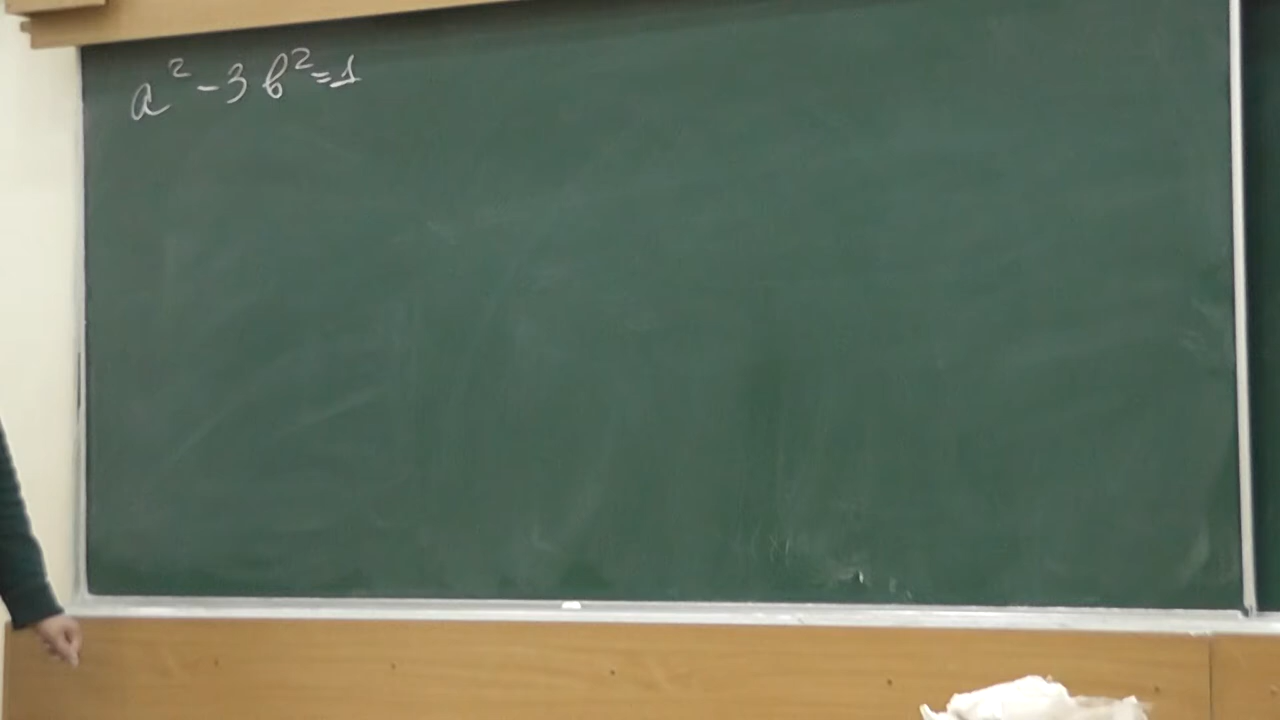 a² - 3b² = 1